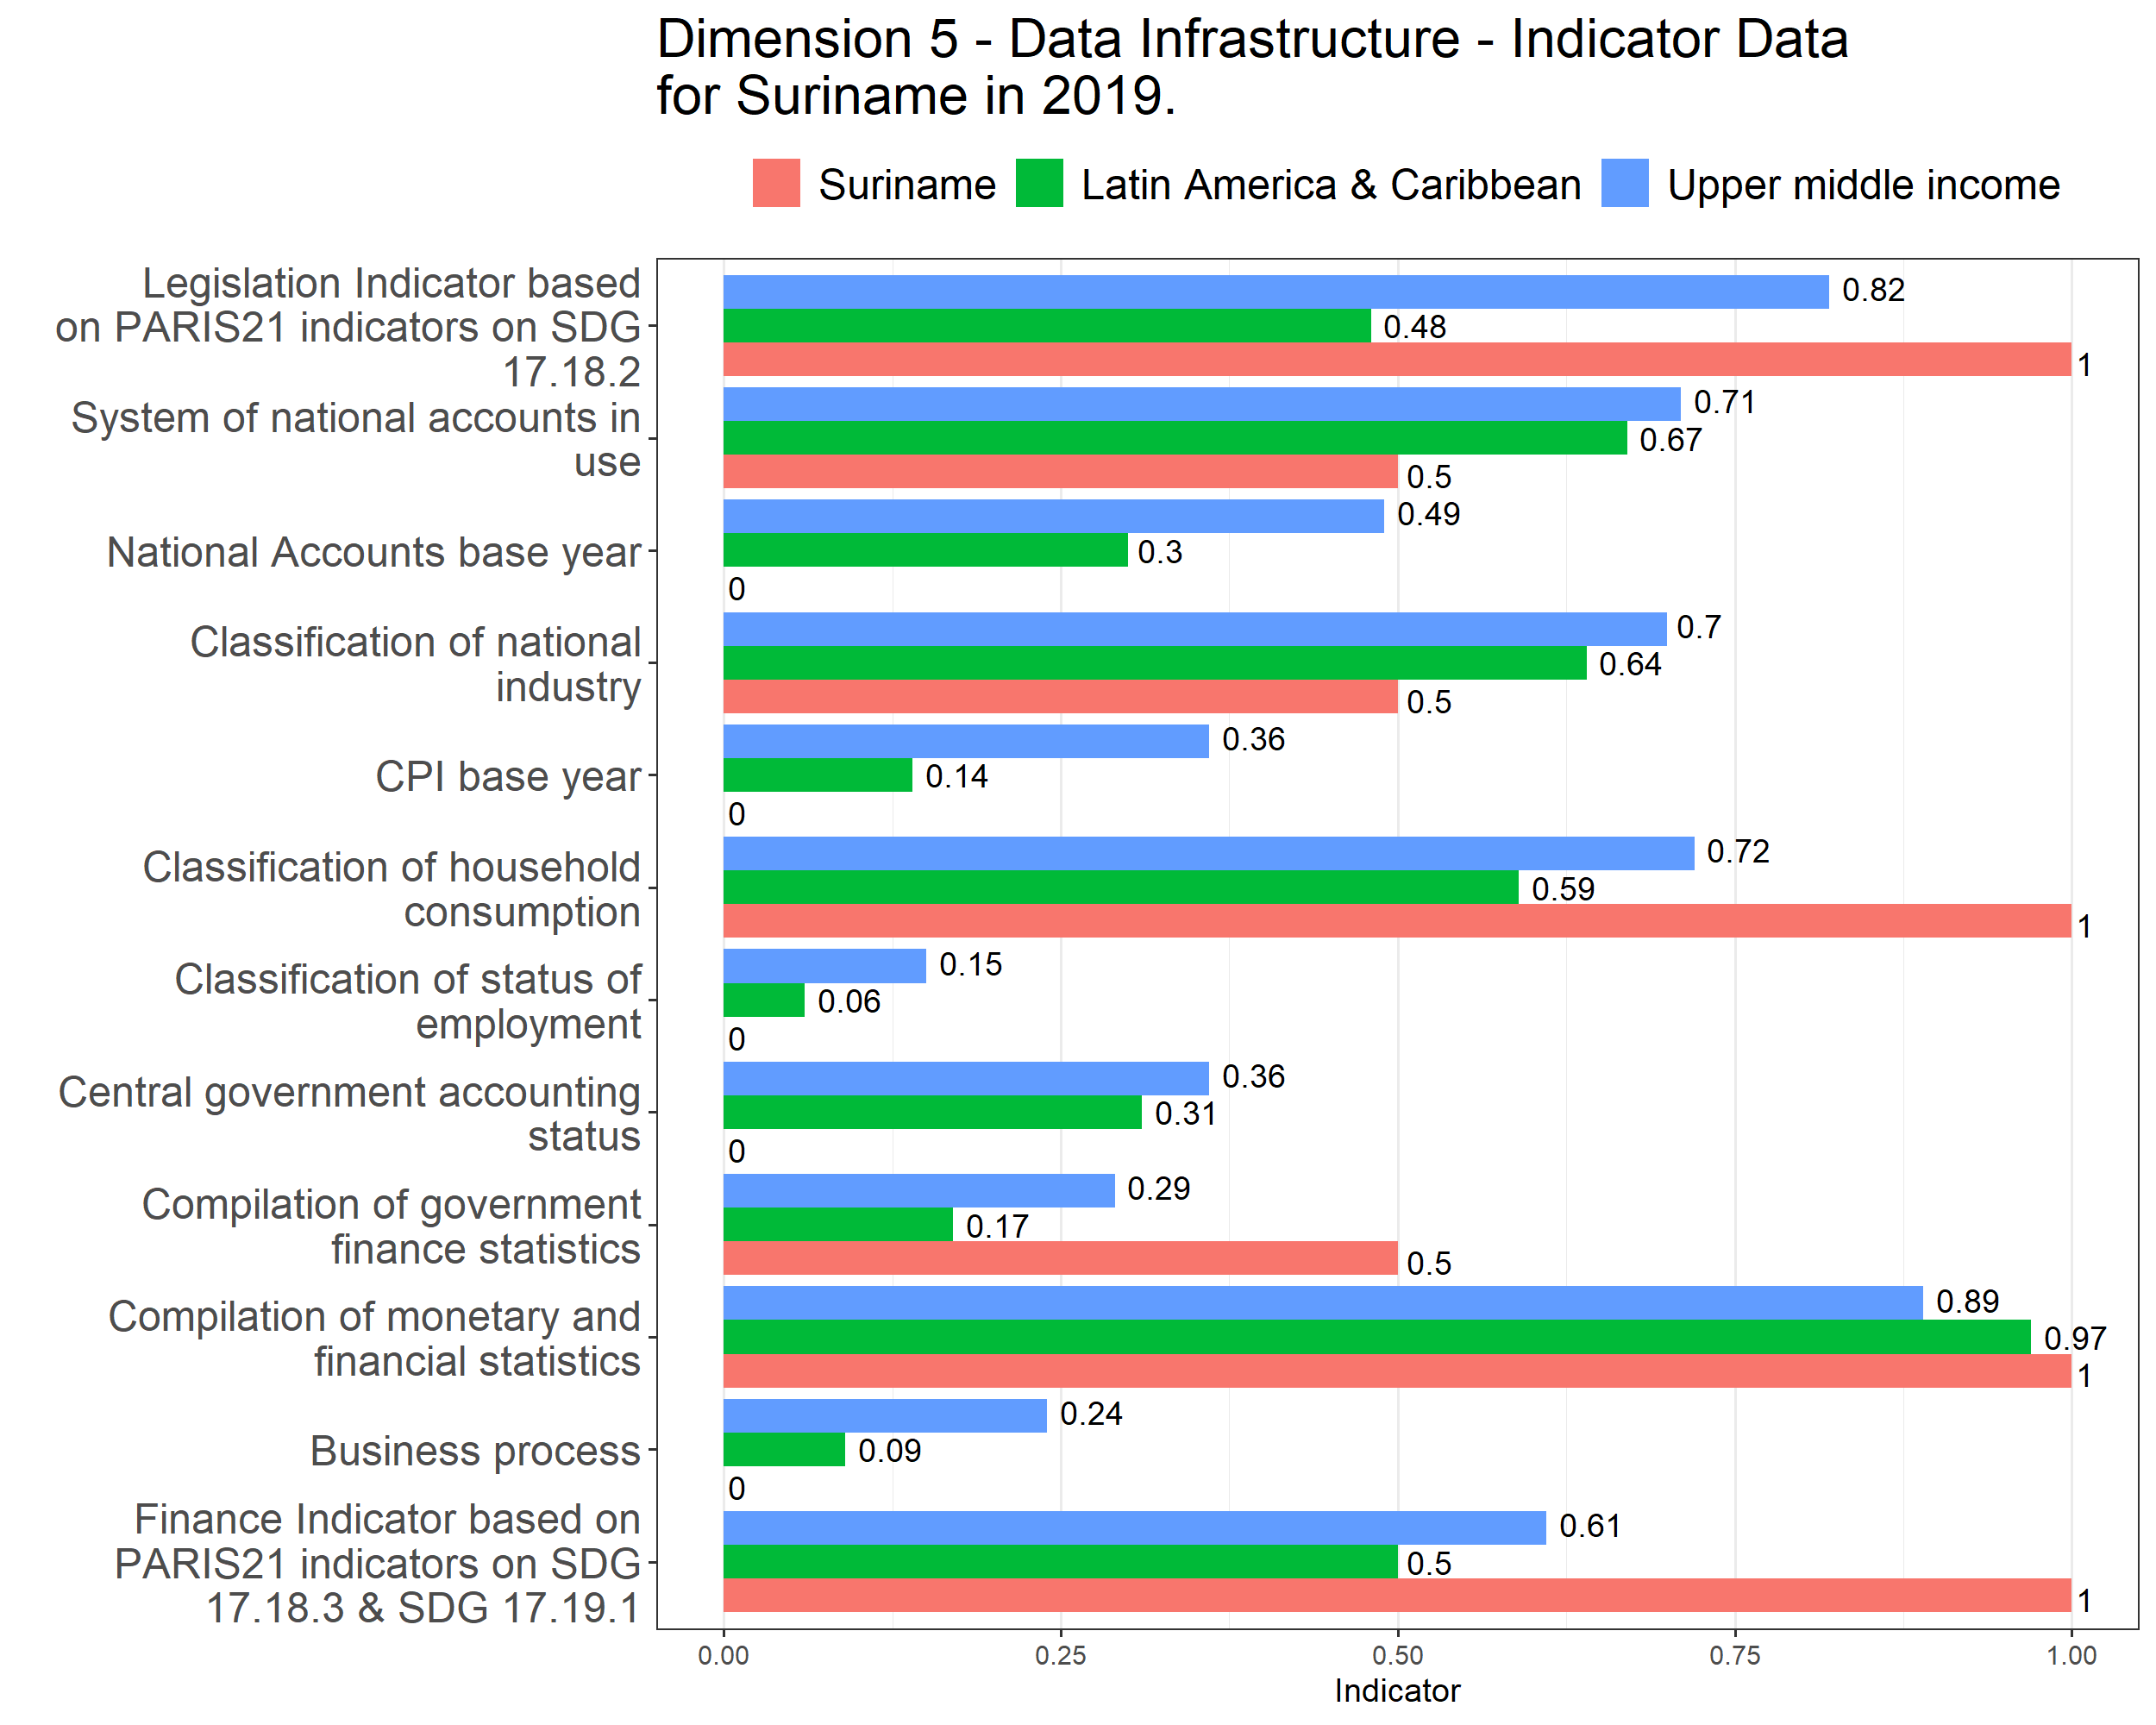 Dimension 5 - Data Infrastructure - Indicator Data
for Suriname in 2019.
Suriname
Latin America & Caribbean
Upper middle income
Legislation Indicator based
on PARIS21 indicators on SDG
17.18.2
0.82
0.48
1
System of national accounts in
use
0.71
0.67
0.5
National Accounts base year
0.49
0.3
0
Classification of national
industry
0.7
0.64
0.5
CPI base year
0.36
0.14
0
Classification of household
consumption
0.72
0.59
1
Classification of status of
employment
0.15
0.06
0
Central government accounting
status
0.36
0.31
0
Compilation of government
finance statistics
0.29
0.17
0.5
Compilation of monetary and
financial statistics
0.89
0.97
1
Business process
0.24
0.09
0
Finance Indicator based on
PARIS21 indicators on SDG
17.18.3 & SDG 17.19.1
0.61
0.5
1
0.00
0.25
0.50
0.75
1.00
Indicator